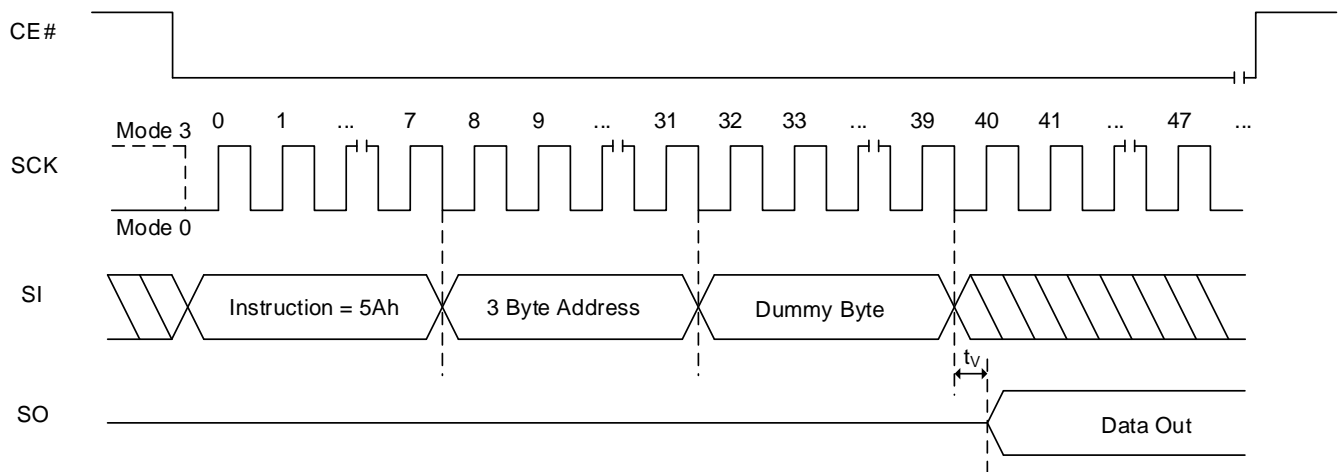 CE#
Mode 3 0 1 ... 7 8 9 ... 31 32 33 ... 39 40 41 ... 47 ...
SCK
Mode 0
SI Instruction = 5Ah 3 Byte Address Dummy Byte
tV
SO Data Out